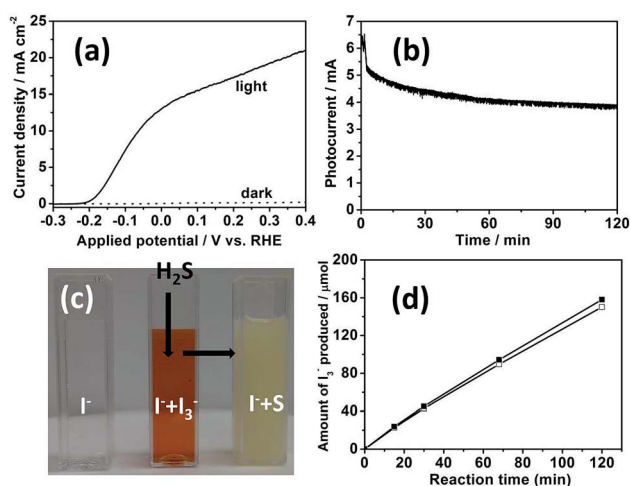 (a)
Current density / mA cm⁻²
25
20
15
10
5
0
light
dark
-0.3 -0.2 -0.1 0.0 0.1 0.2 0.3 0.4
Applied potential / V vs. RHE
(b)
Photocurrent / mA
7
6
5
4
3
2
1
0
0 30 60 90 120
Time / min
(c)
H₂S
I⁻
I⁻+I₃⁻
I⁻+S
(d)
Amount of I₃⁻ produced / μmol
200
160
120
80
40
0
0 20 40 60 80 100 120
Reaction time (min)